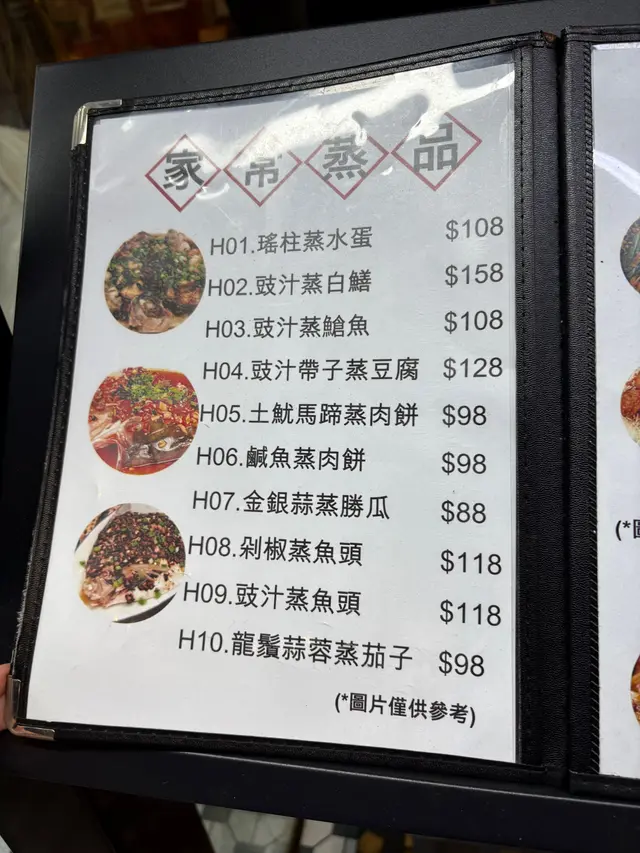 家常蒸品
H01.瑤柱蒸水蛋 $108
H02.豉汁蒸白鱔 $158
H03.豉汁蒸鎗魚 $108
H04.豉汁帶子蒸豆腐 $128
H05.土魷馬蹄蒸肉餅 $98
H06.鹹魚蒸肉餅 $98
H07.金銀蒜蒸勝瓜 $88
H08.剁椒蒸魚頭 $118
H09.豉汁蒸魚頭 $118
H10.龍鬚蒜蓉蒸茄子 $98
(*圖片僅供參考)